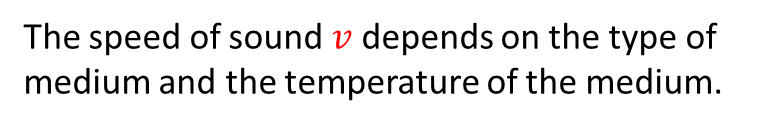 The speed of sound v depends on the type of
medium and the temperature of the medium.